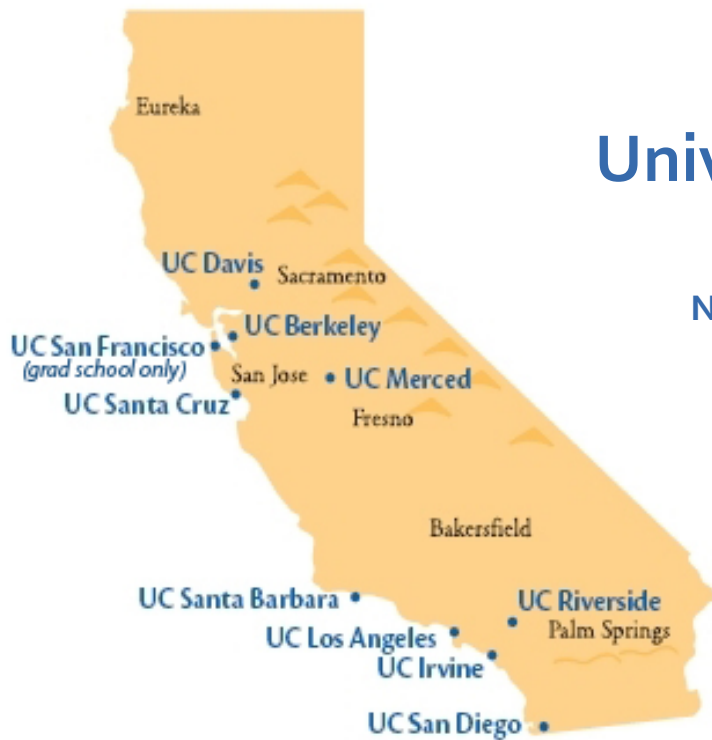 Eureka
Univ
UC Davis
Sacramento
N
UC Berkeley
UC San Francisco
(grad school only)
San Jose
UC Merced
UC Santa Cruz
Fresno
Bakersfield
UC Santa Barbara
UC Riverside
Palm Springs
UC Los Angeles
UC Irvine
UC San Diego